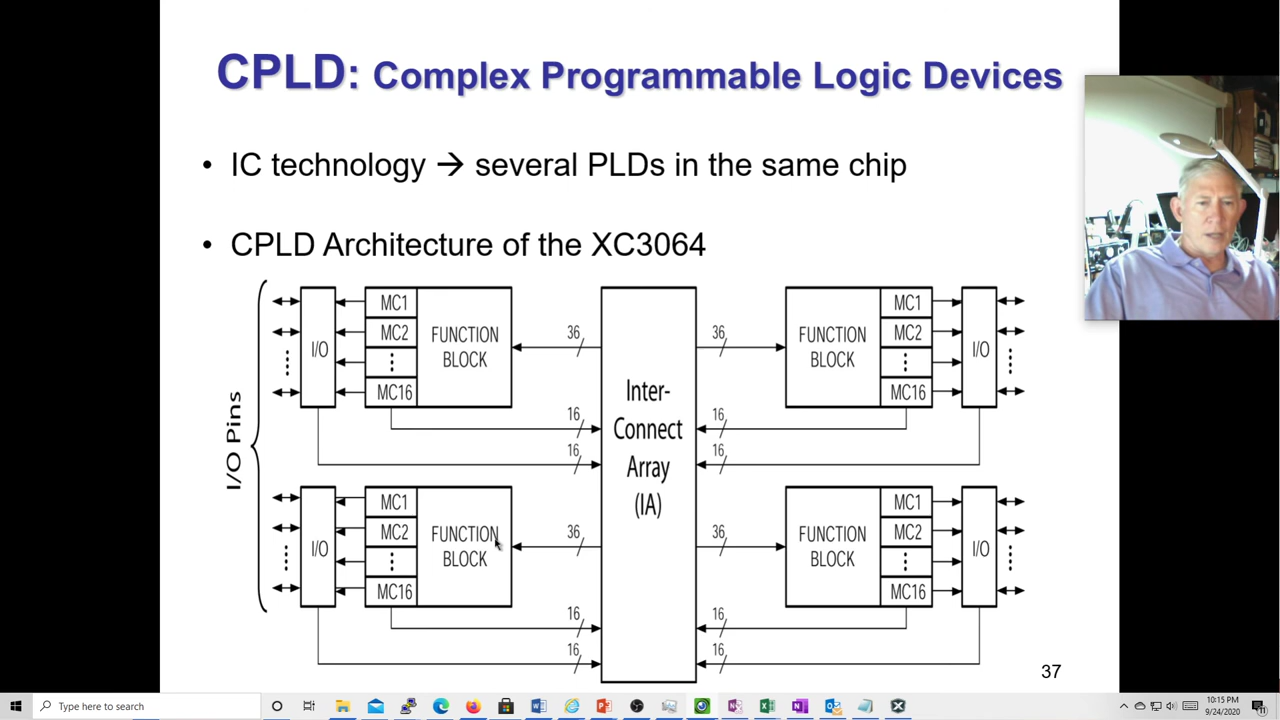 CPLD: Complex Programmable Logic Devices
• IC technology → several PLDs in the same chip
• CPLD Architecture of the XC3064
I/O Pins
I/O
MC1
MC2
MC16
FUNCTION
BLOCK
36
16
16
Inter-
Connect
Array
(IA)
36
16
16
FUNCTION
BLOCK
MC1
MC2
MC16
I/O
I/O
MC1
MC2
MC16
FUNCTION
BLOCK
36
16
16
36
16
16
FUNCTION
BLOCK
MC1
MC2
MC16
I/O
37
Type here to search
10:15 PM
9/24/2020